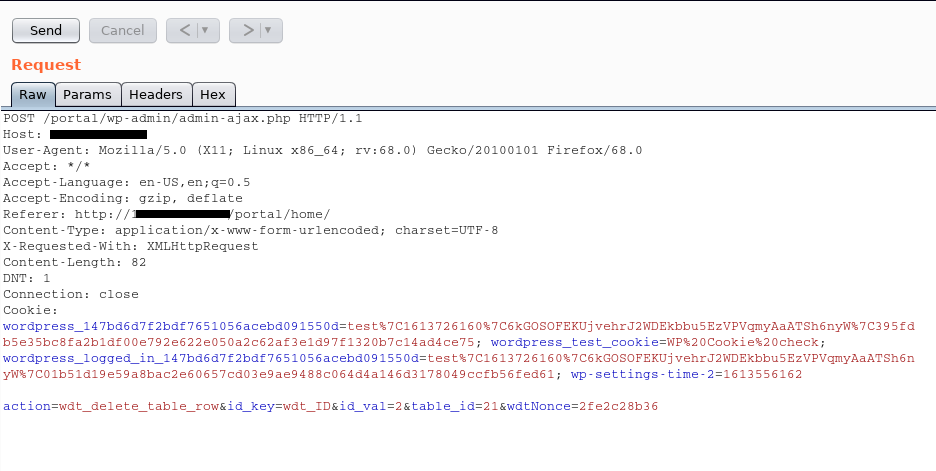 Send Cancel < ▼ > ▼
Request
Raw Params Headers Hex
POST /portal/wp-admin/admin-ajax.php HTTP/1.1
Host:
User-Agent: Mozilla/5.0 (X11; Linux x86_64; rv:68.0) Gecko/20100101 Firefox/68.0
Accept: */*
Accept-Language: en-US,en;q=0.5
Accept-Encoding: gzip, deflate
Referer: http://1/portal/home/
Content-Type: application/x-www-form-urlencoded; charset=UTF-8
X-Requested-With: XMLHttpRequest
Content-Length: 82
DNT: 1
Connection: close
Cookie:
wordpress_147bd6d7f2bdf7651056acebd091550d=test%7C1613726160%7C6kGOSOFEKUjvehrJ2WDEkbbu5EzVPVqmyAaATSh6nyW%7C395fd
b5e35bc8fa2b1df00e792e622e050a2c62af3e1d97f1320b7c14ad4ce75; wordpress_test_cookie=WP%20Cookie%20check;
wordpress_logged_in_147bd6d7f2bdf7651056acebd091550d=test%7C1613726160%7C6kGOSOFEKUjvehrJ2WDEkbbu5EzVPVqmyAaATSh6n
yW%7C01b51d19e59a8bac2e60657cd03e9ae9488c064d4a146d3178049ccfb56fed61; wp-settings-time-2=1613556162
action=wdt_delete_table_row&id_key=wdt_ID&id_val=2&table_id=21&wdtNonce=2fe2c28b36